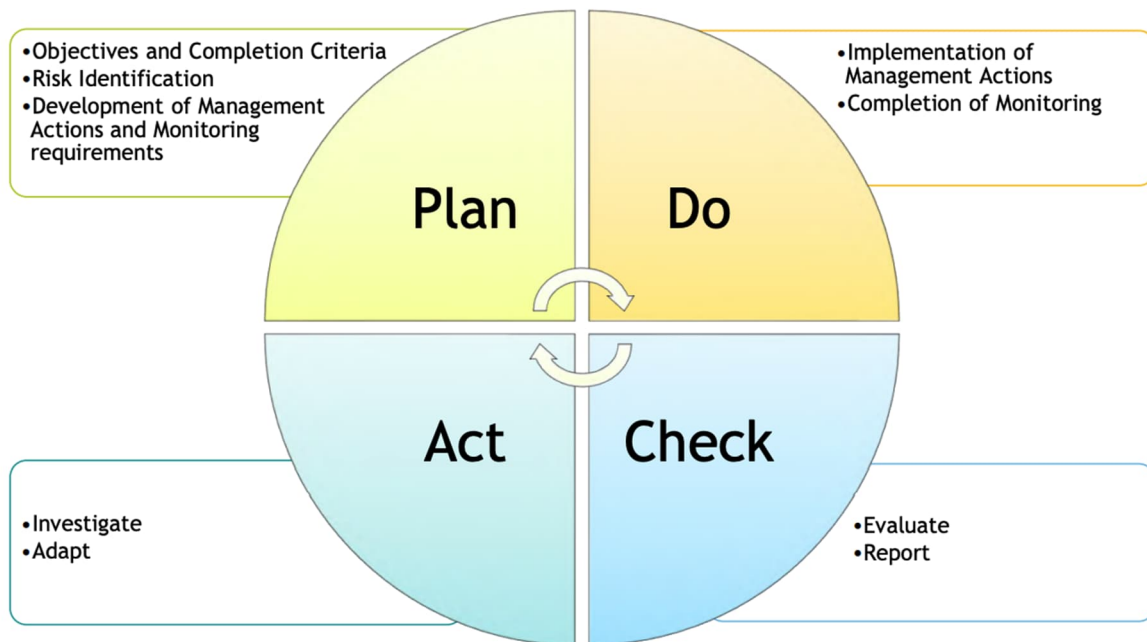 •Objectives and Completion Criteria
•Risk Identification
•Development of Management
Actions and Monitoring
requirements
Plan
•Implementation of
Management Actions
•Completion of Monitoring
Do
Act
•Investigate
•Adapt
Check
•Evaluate
•Report